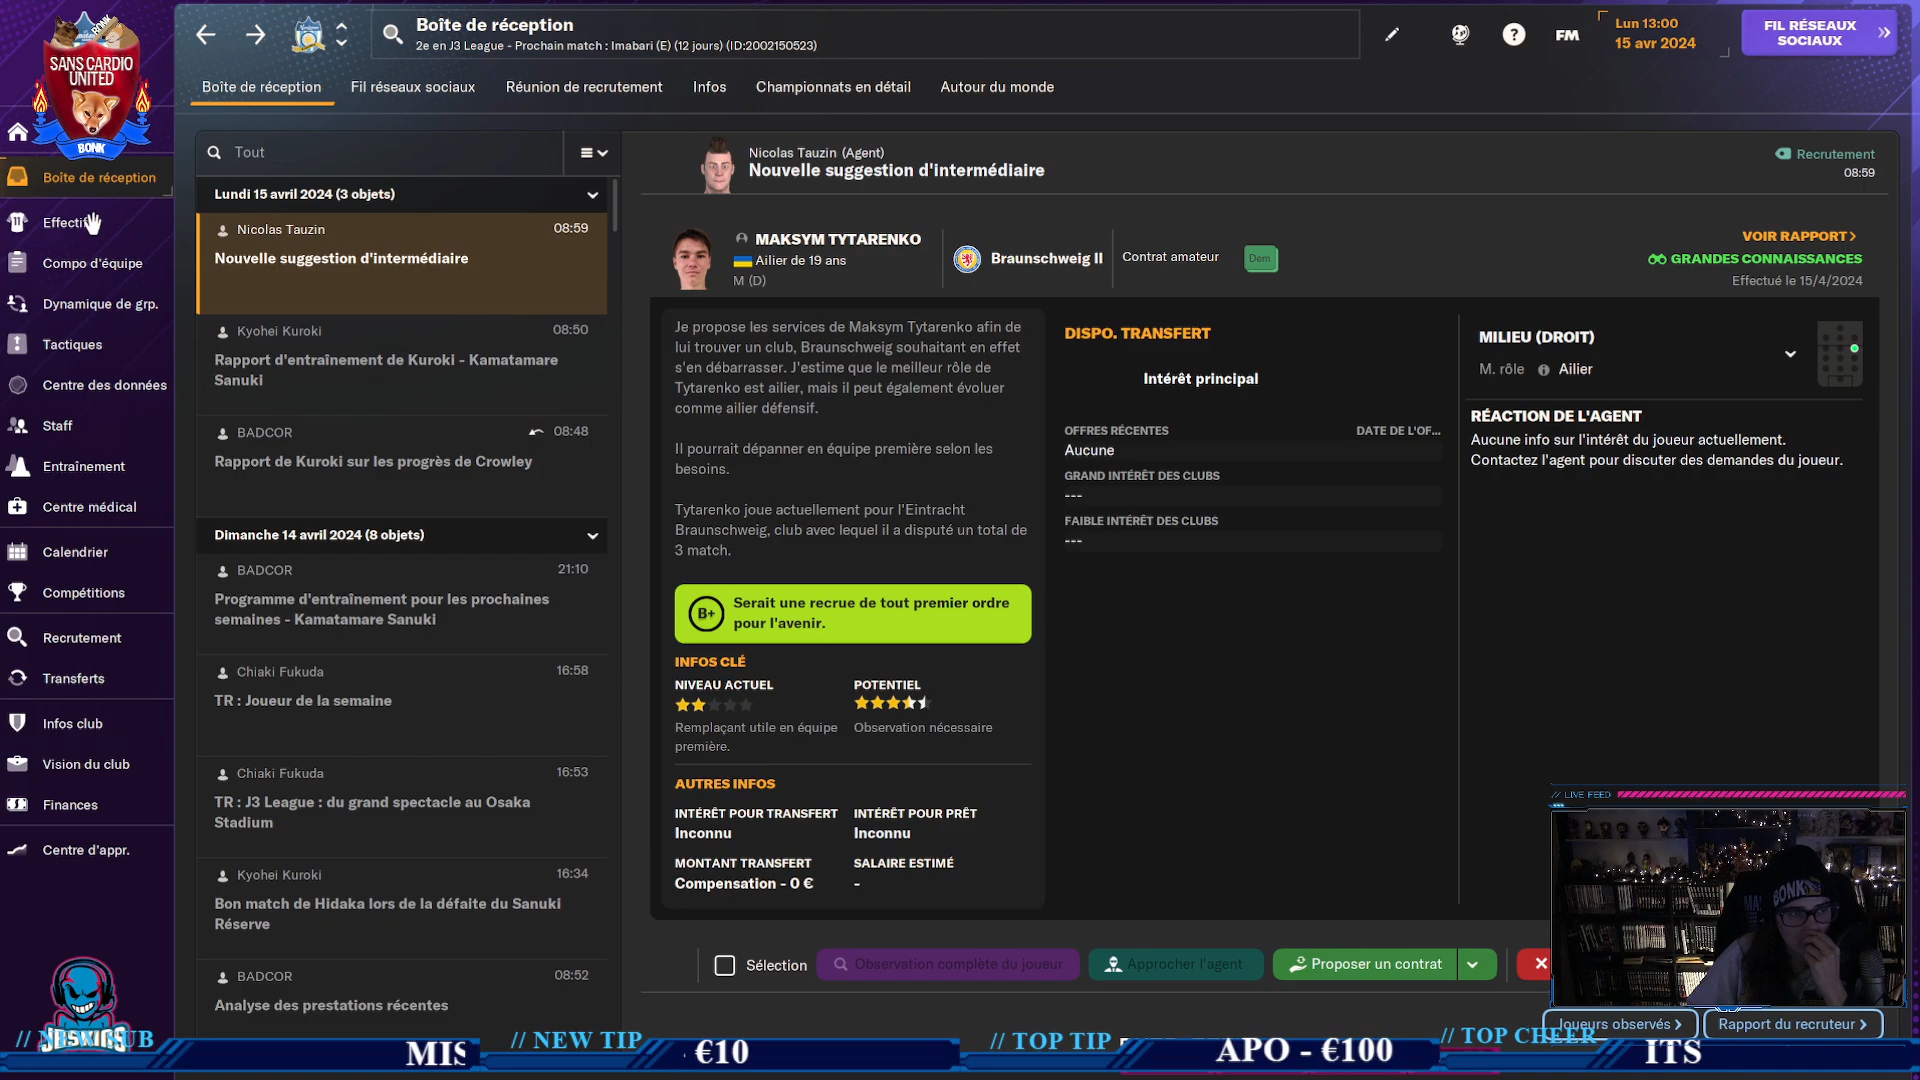 SANS CARDIO
UNITED
BONK
Boîte de réception
2e en J3 League - Prochain match : Imabari (E) (12 jours) (ID:2002150523)
FM
Lun 13:00
15 avr 2024
FIL RÉSEAUX
SOCIAUX
Boîte de réception
Fil réseaux sociaux
Réunion de recrutement
Infos
Championnats en détail
Autour du monde
Boîte de réception
Effectif
Compo d'équipe
Dynamique de grp.
Tactiques
Centre des données
Staff
Entraînement
Centre médical
Calendrier
Compétitions
Recrutement
Transferts
Infos club
Vision du club
Finances
Centre d'appr.
Tout
Lundi 15 avril 2024 (3 objets)
Nicolas Tauzin 08:59
Nouvelle suggestion d'intermédiaire
Kyohei Kuroki 08:50
Rapport d'entraînement de Kuroki - Kamatamare
Sanuki
BADCOR 08:48
Rapport de Kuroki sur les progrès de Crowley
Dimanche 14 avril 2024 (8 objets)
BADCOR 21:10
Programme d'entraînement pour les prochaines
semaines - Kamatamare Sanuki
Chiaki Fukuda 16:58
TR : Joueur de la semaine
Chiaki Fukuda 16:53
TR : J3 League : du grand spectacle au Osaka
Stadium
Kyohei Kuroki 16:34
Bon match de Hidaka lors de la défaite du Sanuki
Réserve
BADCOR 08:52
Analyse des prestations récentes
Nicolas Tauzin (Agent)
Nouvelle suggestion d'intermédiaire
Recrutement
08:59
MAKSYM TYTARENKO
Ailier de 19 ans
M (D)
Braunschweig II
Contrat amateur
Dem
VOIR RAPPORT >
GRANDES CONNAISSANCES
Effectué le 15/4/2024
Je propose les services de Maksym Tytarenko afin de
lui trouver un club, Braunschweig souhaitant en effet
s'en débarrasser. J'estime que le meilleur rôle de
Tytarenko est ailier, mais il peut également évoluer
comme ailier défensif.
Il pourrait dépanner en équipe première selon les
besoins.
Tytarenko joue actuellement pour l'Eintracht
Braunschweig, club avec lequel il a disputé un total de
3 match.
B+
Serait une recrue de tout premier ordre
pour l'avenir.
INFOS CLÉ
NIVEAU ACTUEL
Remplaçant utile en équipe
première.
POTENTIEL
Observation nécessaire
AUTRES INFOS
INTÉRÊT POUR TRANSFERT
Inconnu
INTÉRÊT POUR PRÊT
Inconnu
MONTANT TRANSFERT
Compensation - 0 €
SALAIRE ESTIMÉ
-
DISPO. TRANSFERT
Intérêt principal
OFFRES RÉCENTES DATE DE L'OF...
Aucune
GRAND INTÉRÊT DES CLUBS
---
FAIBLE INTÉRÊT DES CLUBS
---
MILIEU (DROIT)
M. rôle Ailier
RÉACTION DE L'AGENT
Aucune info sur l'intérêt du joueur actuellement.
Contactez l'agent pour discuter des demandes du joueur.
Sélection
Observation complète du joueur
Approcher l'agent
Proposer un contrat
// LIVE FEED
BONK
Joueurs observés >
Rapport du recruteur >
// NEW SUB
MIS
// NEW TIP
€10
// TOP TIP
APO - €100
// TOP CHEER
ITS